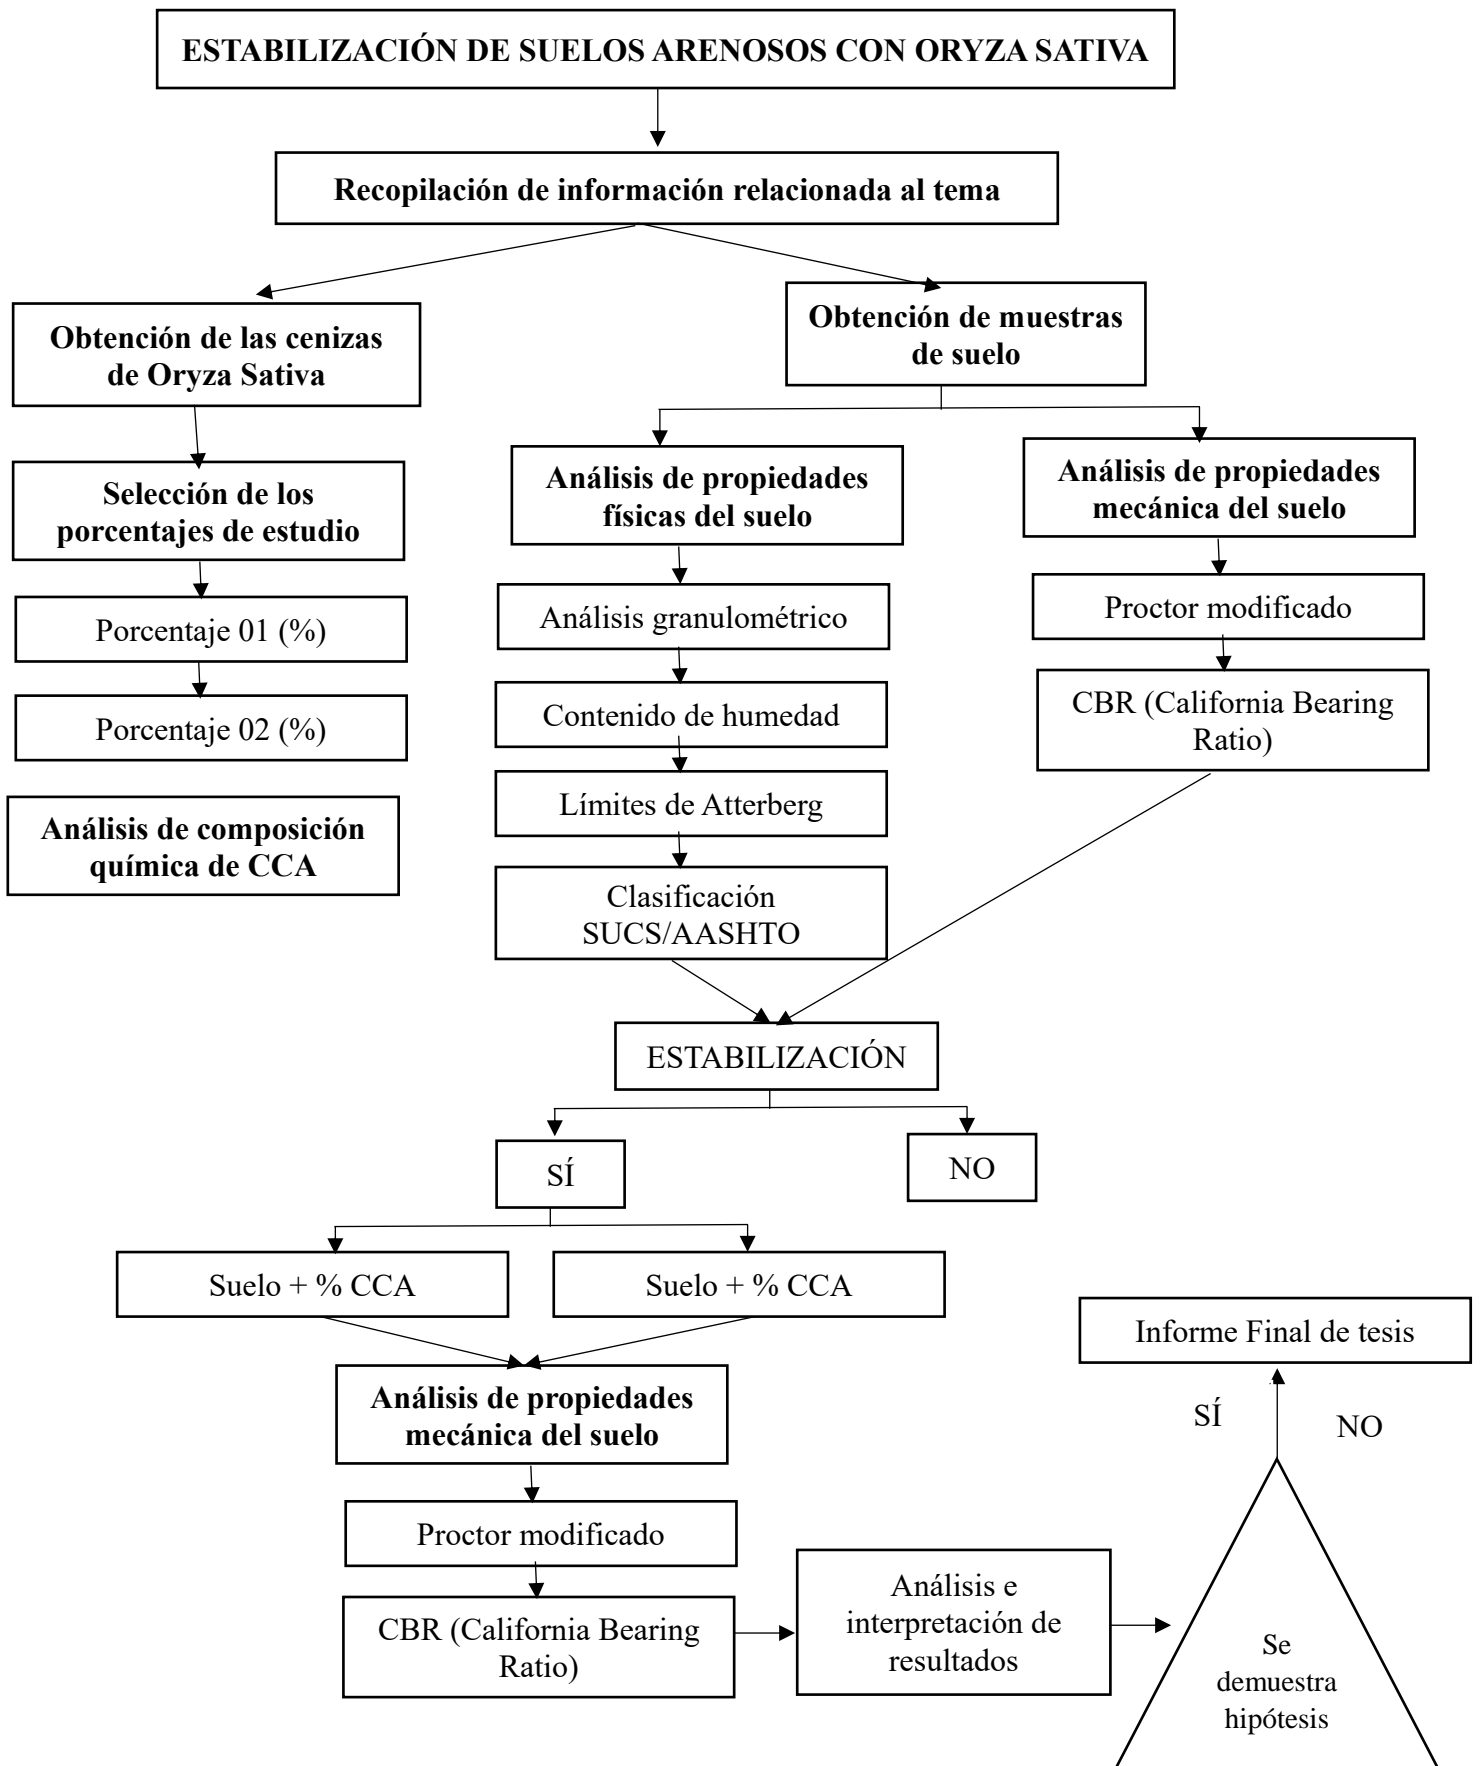 ESTABILIZACIÓN DE SUELOS ARENOSOS CON ORYZA SATIVA
Recopilación de información relacionada al tema
Obtención de las cenizas
de Oryza Sativa
Obtención de muestras
de suelo
Selección de los
porcentajes de estudio
Porcentaje 01 (%)
Porcentaje 02 (%)
Análisis de composición
química de CCA
Análisis de propiedades
físicas del suelo
Análisis granulométrico
Contenido de humedad
Límites de Atterberg
Clasificación
SUCS/AASHTO
Análisis de propiedades
mecánica del suelo
Proctor modificado
CBR (California Bearing
Ratio)
ESTABILIZACIÓN
SÍ
NO
Suelo + % CCA
Suelo + % CCA
Análisis de propiedades
mecánica del suelo
Proctor modificado
CBR (California Bearing
Ratio)
Análisis e
interpretación de
resultados
Se
demuestra
hipótesis
SÍ
NO
Informe Final de tesis